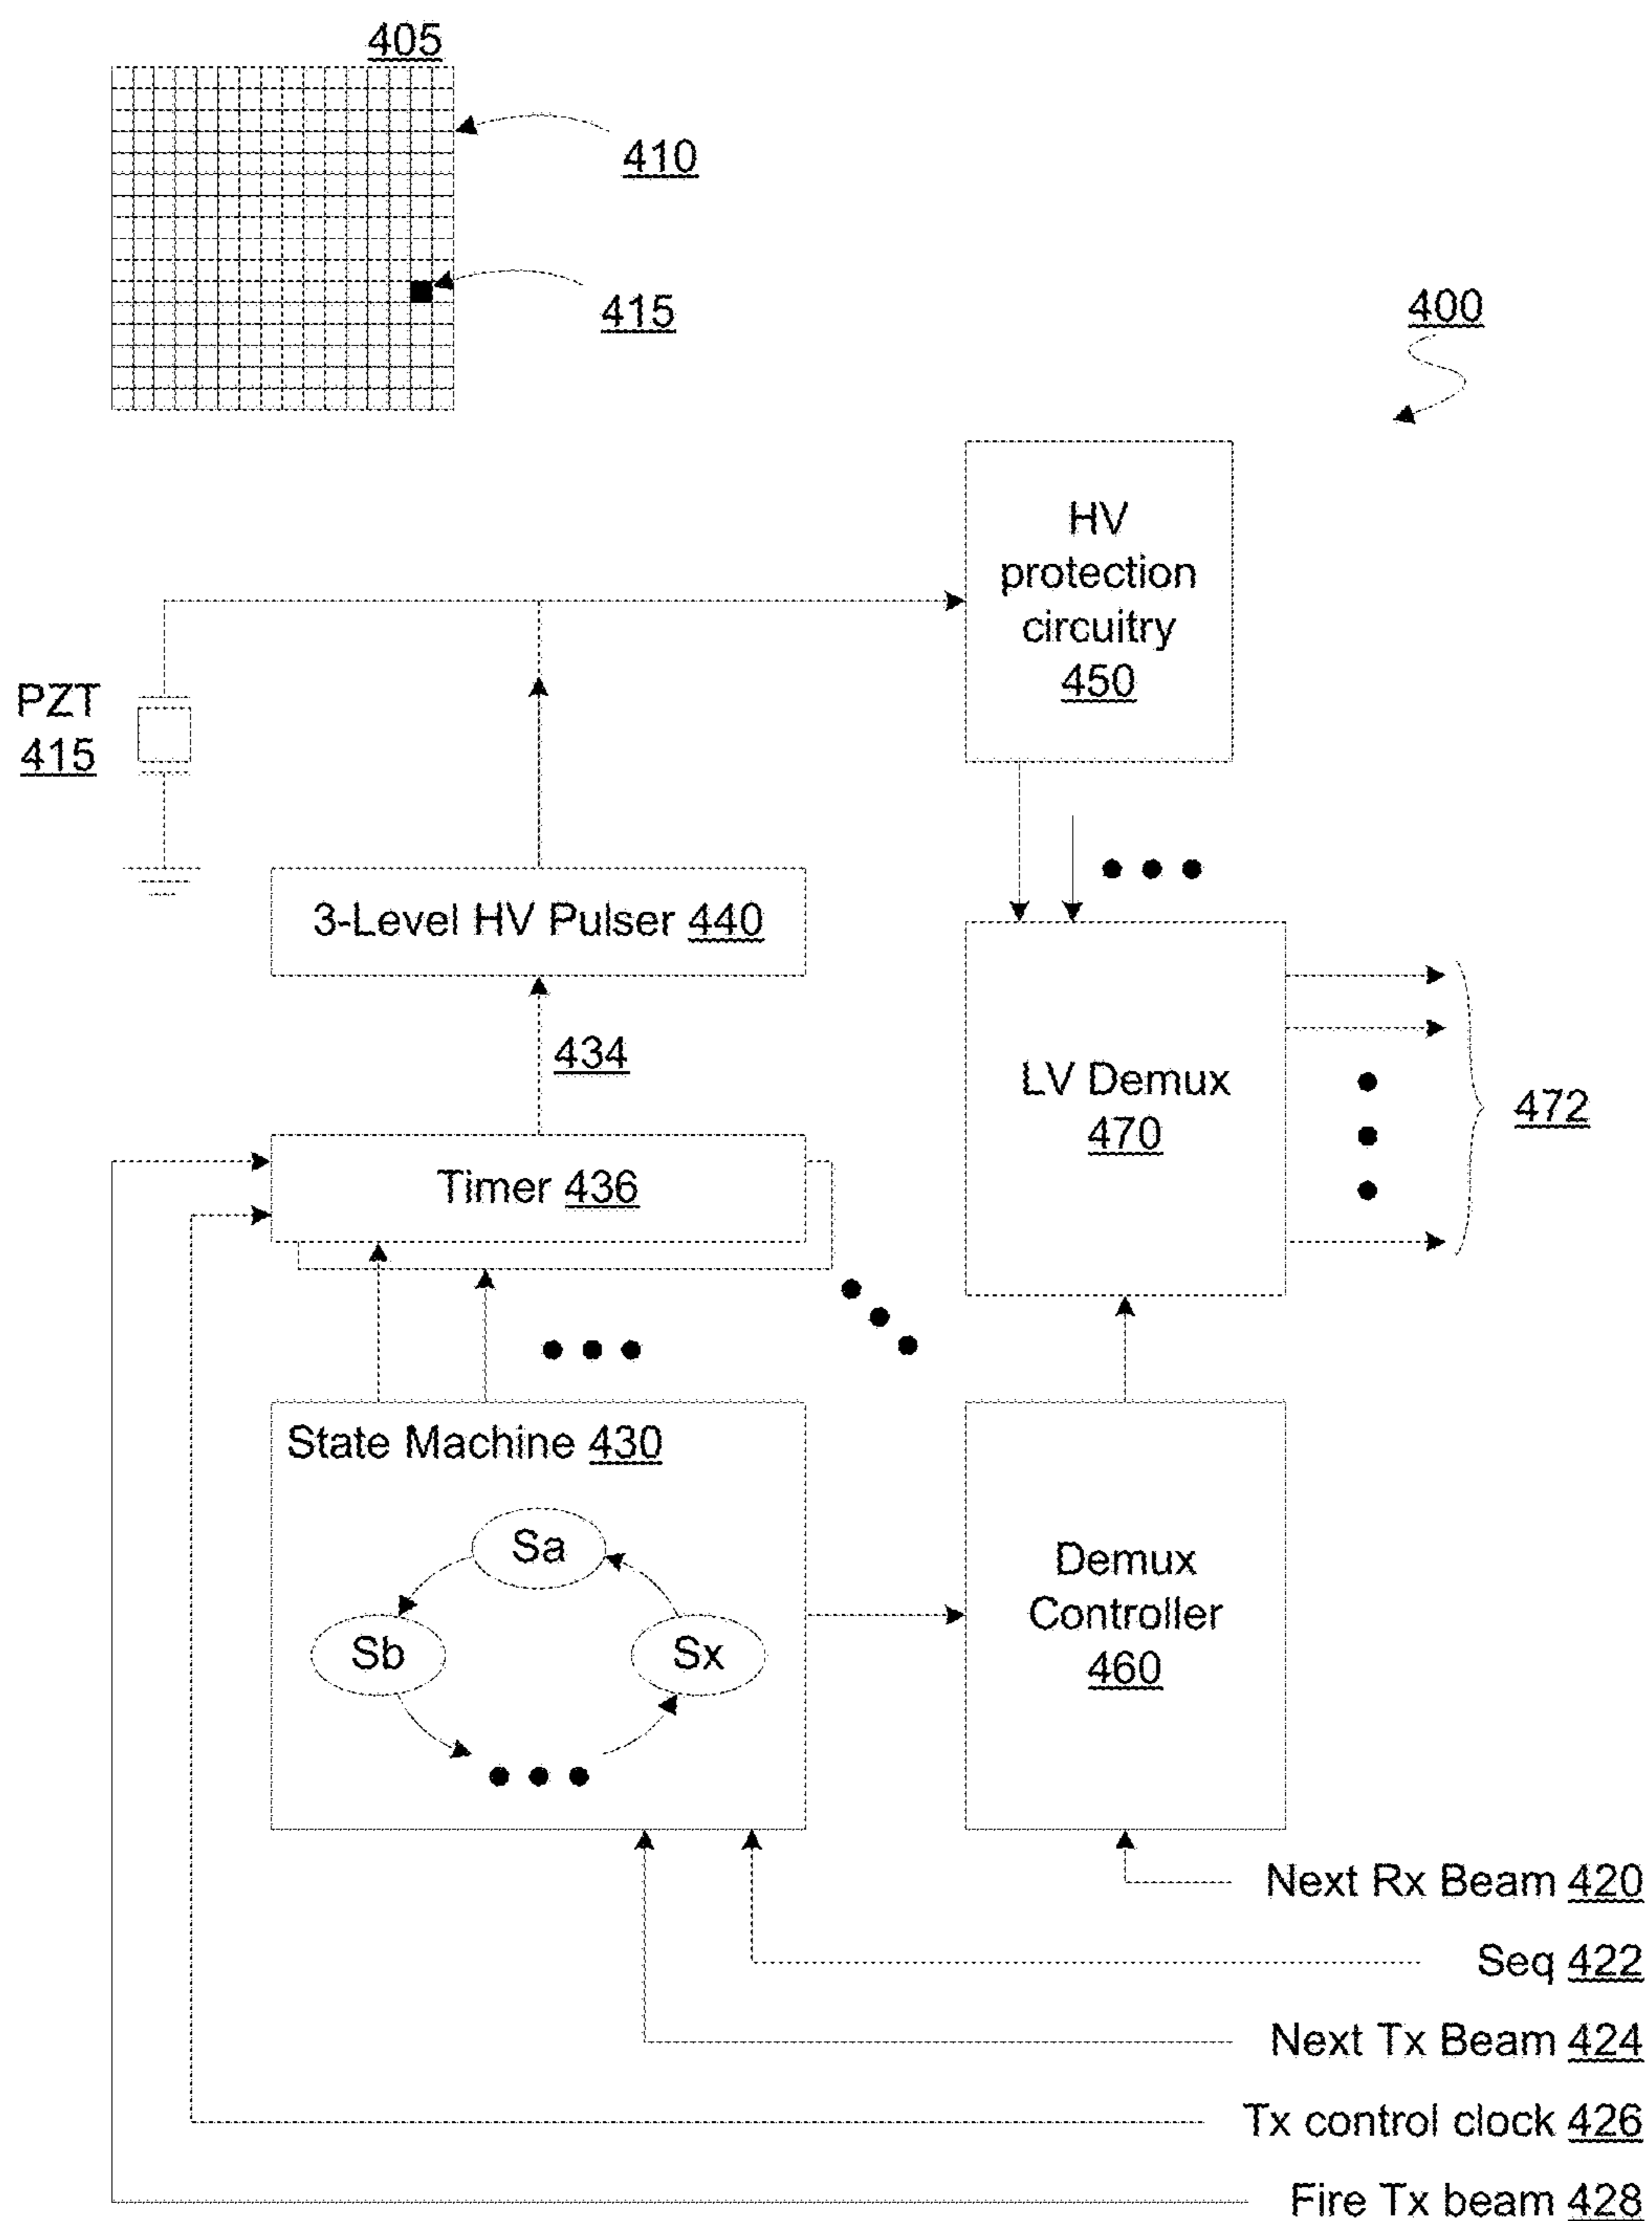 405
410
415
400
HV
protection
circuitry
450
PZT
415
3-Level HV Pulser 440
434
LV Demux
470
472
Timer 436
State Machine 430
Sa
Sb
Sx
Demux
Controller
460
Next Rx Beam 420
Seq 422
Next Tx Beam 424
Tx control clock 426
Fire Tx beam 428